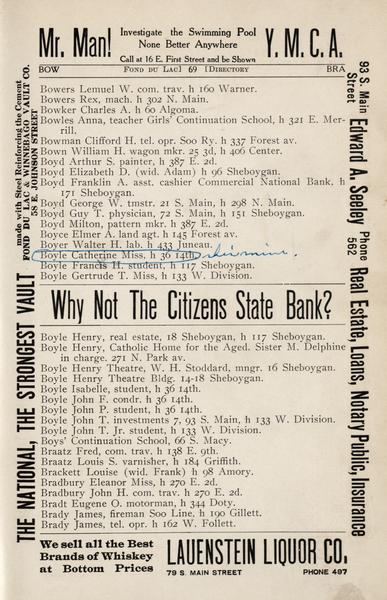 Mr. Man!
Investigate the Swimming Pool
None Better Anywhere
Call at 16 E. First Street and be Shown
Y. M. C. A.
BOW FOND DU LAC] 69 [DIRECTORY BRA
Bowers Lemuel W. com. trav. h 160 Warner.
Bowers Rex, mach. h 302 N. Main.
Bowker Charles A. h 60 Algoma.
Bowles Anna, teacher Girls' Continuation School, h 321 E. Mer-
rill.
Bowman Clifford H. tel. opr. Soo Ry. h 337 Forest av.
Bown William H. wagon mkr. 25 3d, h 406 Center.
Boyd Arthur S. painter, h 387 E. 2d.
Boyd Elizabeth D. (wid. Adam) h 96 Sheboygan.
Boyd Franklin A. asst. cashier Commercial National Bank, h
171 Sheboygan.
Boyd George W. tmstr. 21 S. Main, h 298 N. Main.
Boyd Guy T. physician, 72 S. Main, h 151 Sheboygan.
Boyd Milton, pattern mkr. h 387 E. 2d.
Boyce Elmer A. land agt. h 145 Forest av.
Boyer Walter H. lab. h 433 Juneau.
Boyle Catherine Miss, h 36 14th
Boyle Francis H. student, h 117 Sheboygan.
Boyle Gertrude T. Miss, h 133 W. Division.
Why Not The Citizens State Bank?
Boyle Henry, real estate, 18 Sheboygan, h 117 Sheboygan.
Boyle Henry, Catholic Home for the Aged. Sister M. Delphine
in charge. 271 N. Park av.
Boyle Henry Theatre, W. H. Stoddard, mngr. 16 Sheboygan.
Boyle Henry Theatre Bldg. 14-18 Sheboygan.
Boyle Isabelle, student, h 36 14th.
Boyle John F. condr. h 36 14th.
Boyle John P. student, h 36 14th.
Boyle John T. investments 7, 93 S. Main, h 133 W. Division.
Boyle John T. Jr. student, h 133 W. Division.
Boys' Continuation School, 66 S. Macy.
Braatz Fred, com. trav. h 138 E. 9th.
Braatz Louis S. varnisher, h 184 Griffith.
Brackett Louise (wid. Frank) h 98 Amory.
Bradbury Eleanor Miss, h 270 E. 2d.
Bradbury John H. com. trav. h 270 E. 2d.
Bradt Eugene O. motorman, h 344 Doty.
Brady James, fireman Soo Line, h 190 Gillett.
Brady James, tel. opr. h 162 W. Follett.
We sell all the Best
Brands of Whiskey
at Bottom Prices
LAUENSTEIN LIQUOR CO.
79 S. MAIN STREET PHONE 497
THE NATIONAL, THE STRONGEST VAULT
made with Steel Reinforcing the Cement
FOND DU LAC & WINNEBAGO VAULT CO.
58 E. JOHNSON STREET
93 S. Main
Street
Edward A. Seeley
Phone
562
Real Estate, Loans, Notary Public, Insurance